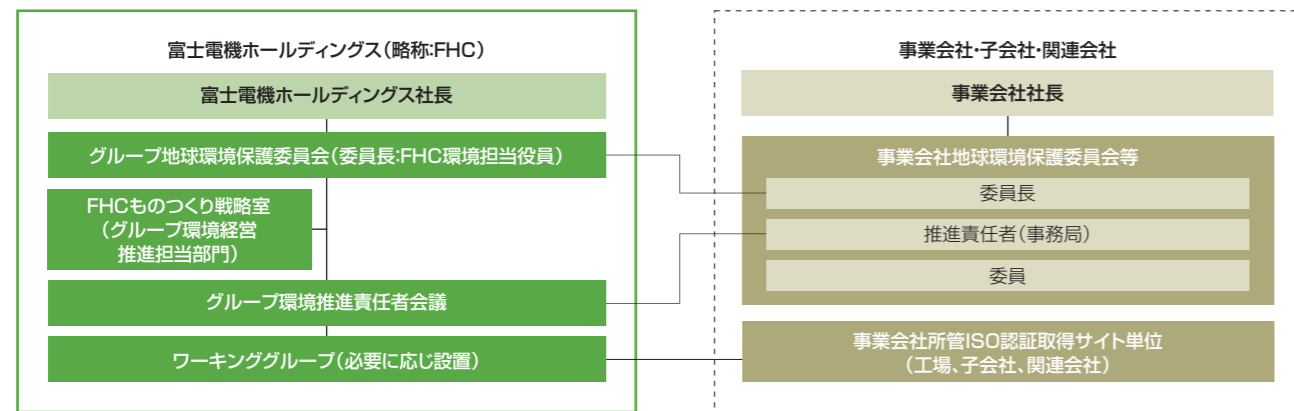 富士電機ホールディングス（略称:FHC）
富士電機ホールディングス社長
グループ地球環境保護委員会（委員長:FHC環境担当役員）
FHCものつくり戦略室
（グループ環境経営
推進担当部門）
グループ環境推進責任者会議
ワーキンググループ（必要に応じ設置）
事業会社・子会社・関連会社
事業会社社長
事業会社地球環境保護委員会等
委員長
推進責任者（事務局）
委員
事業会社所管ISO認証取得サイト単位
（工場、子会社、関連会社）